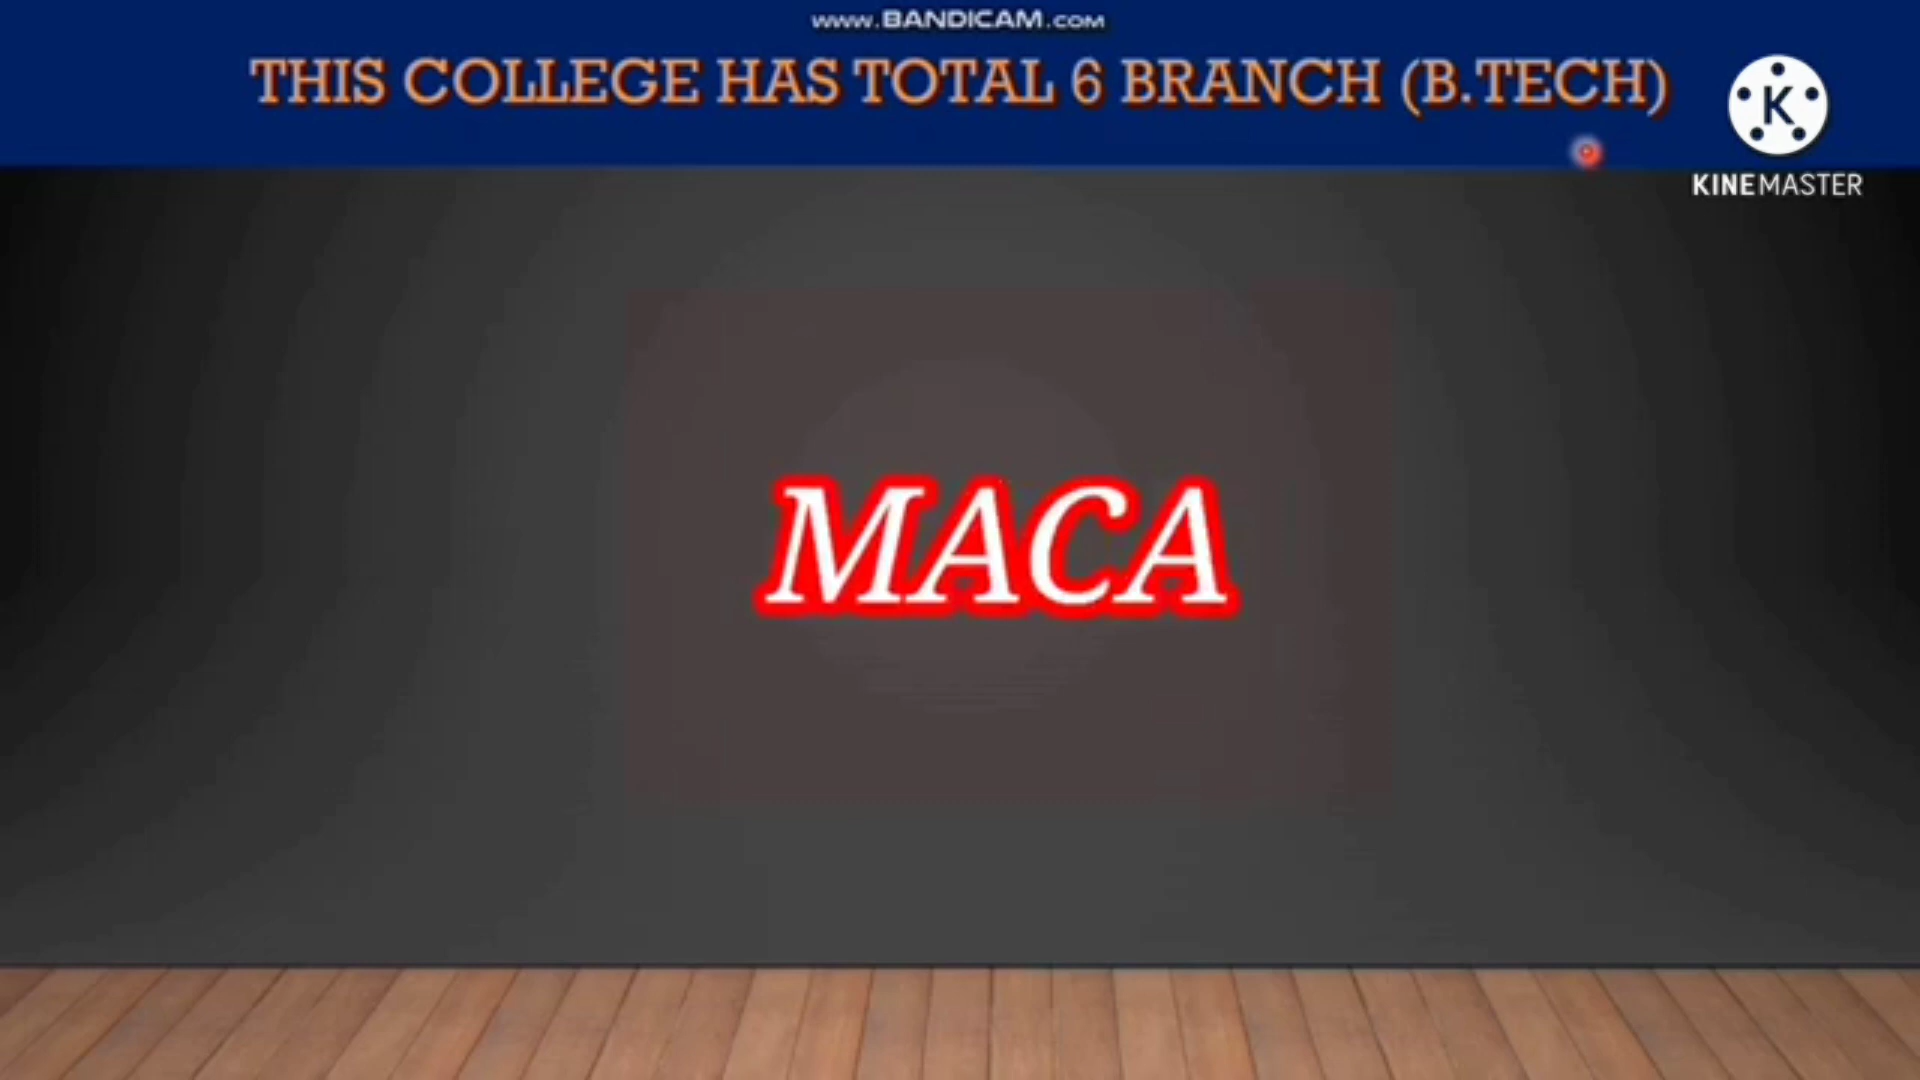 www.BANDICAM.COM
THIS COLLEGE HAS TOTAL 6 BRANCH (B.TECH)
K
KINEMASTER
MACA